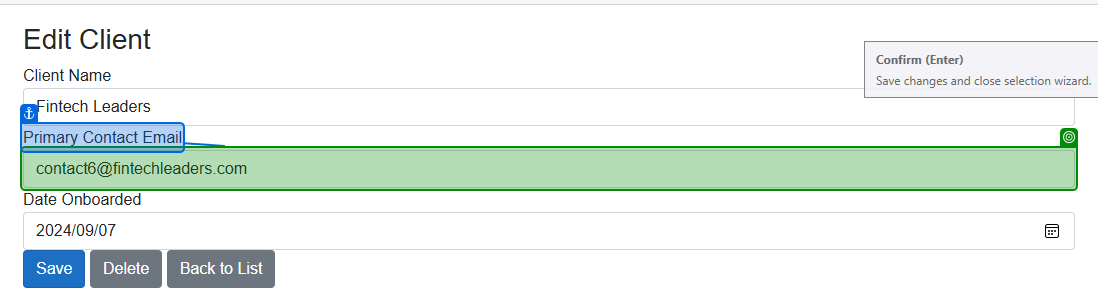 Edit Client
Confirm (Enter)
Save changes and close selection wizard.
Client Name
Fintech Leaders
Primary Contact Email
contact6@fintechleaders.com
Date Onboarded
2024/09/07
Save Delete Back to List